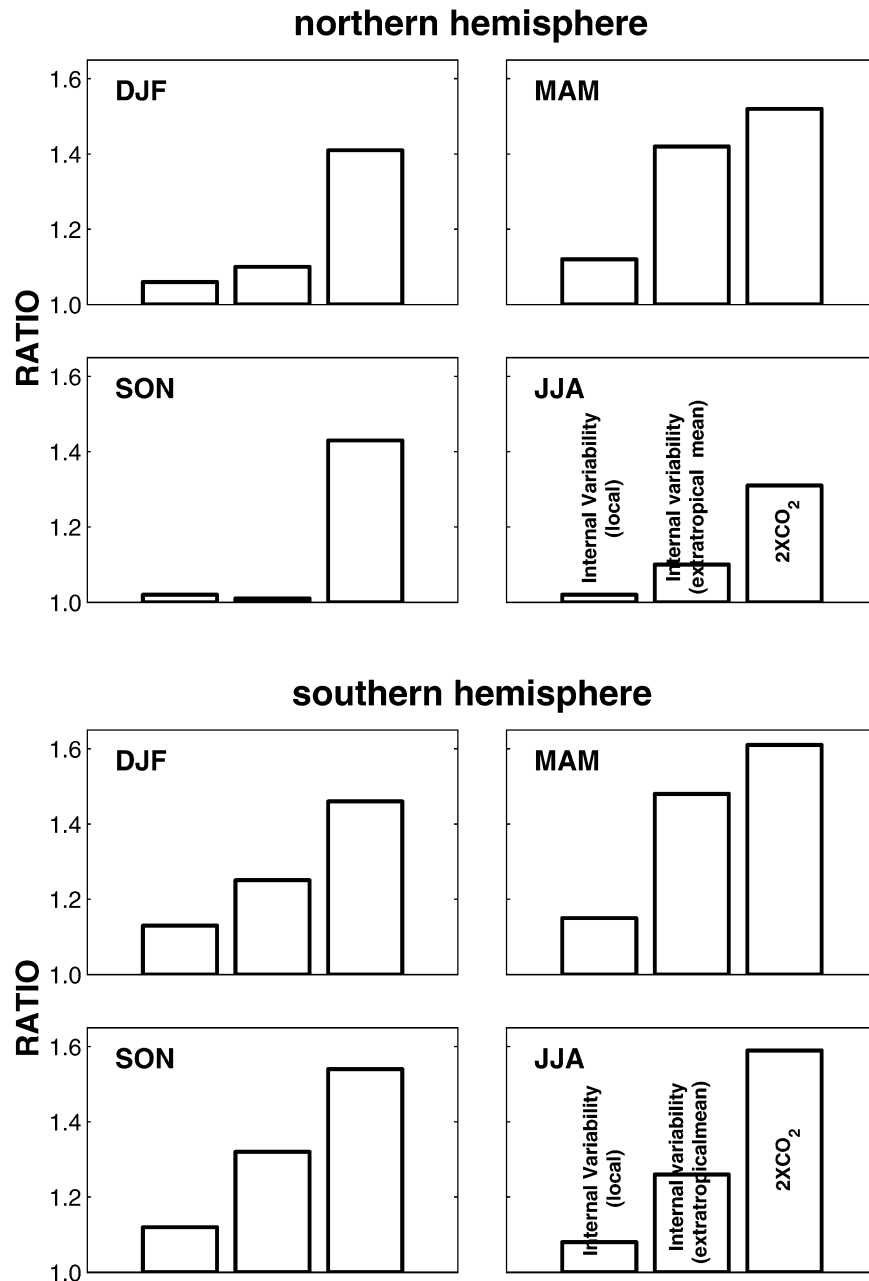 northern hemisphere
DJF
MAM
1.6
1.4
1.2
1.0
RATIO
SON
JJA
1.6
1.4
1.2
1.0
Internal Variability
(local)
Internal variability
(extratropical mean)
2XCO2
southern hemisphere
DJF
MAM
1.6
1.4
1.2
1.0
RATIO
SON
JJA
1.6
1.4
1.2
1.0
Internal Variability
(local)
Internal variability
(extratropicalmean)
2XCO2